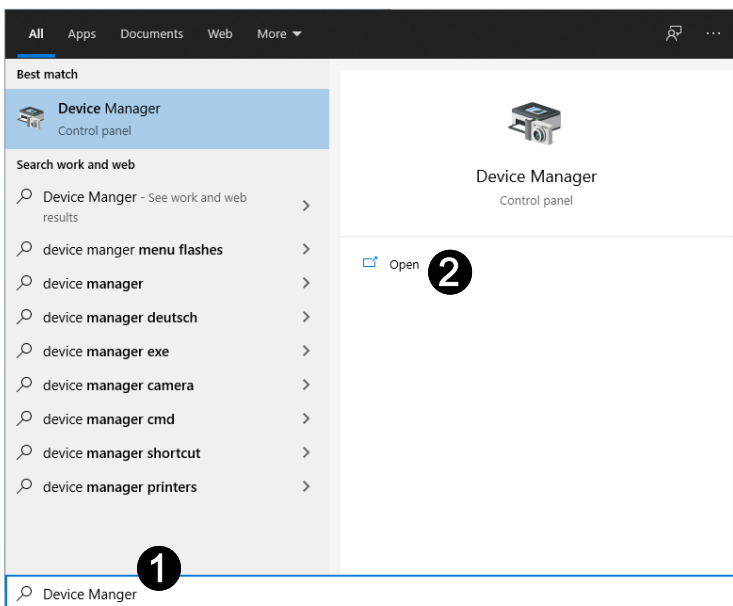 All Apps Documents Web More
Best match
Device Manager
Control panel
Search work and web
Device Manger - See work and web
results
device manger menu flashes
device manager
device manager deutsch
device manager exe
device manager camera
device manager cmd
device manager shortcut
device manager printers
Device Manager
Control panel
Open
2
1
Device Manger